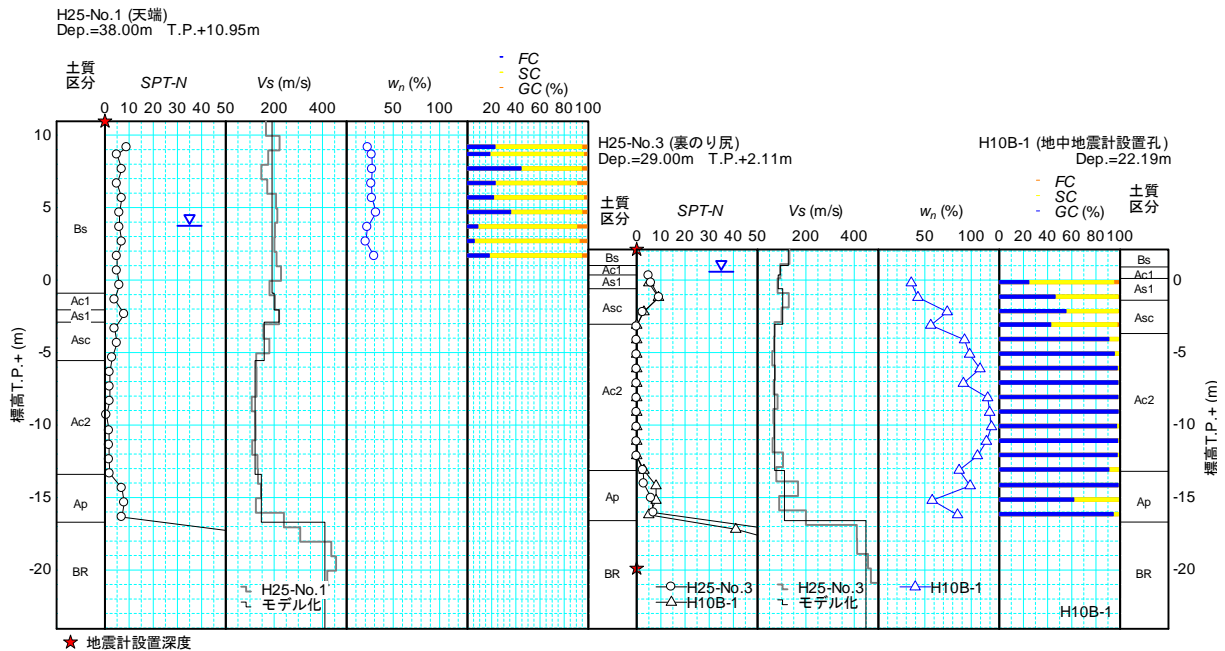 H25-No.1 (天端)
Dep.=38.00m T.P.+10.95m
土質
区分
SPT-N
Vs (m/s)
wn (%)
FC
SC
GC (%)
0 10 20 30 40 50
200 400
50 100
20 40 60 80 100
10
5
0
-5
-10
-15
-20
標高T.P.+ (m)
Bs
Ac1
As1
Asc
Ac2
Ap
BR
H25-No.1
モデル化
★ 地震計設置深度
H25-No.3 (裏のり尻)
Dep.=29.00m T.P.+2.11m
H10B-1 (地中地震計設置孔)
Dep.=22.19m
土質
区分
SPT-N
Vs (m/s)
wn (%)
FC
SC
GC (%)
土質
区分
0 10 20 30 40 50
200 400
50 100
0 20 40 60 80 100
Bs
Ac1
As1
Asc
Ac2
Ap
BR
H25-No.3
H10B-1
H25-No.3
モデル化
H10B-1
H10B-1
Bs
Ac1
As1
Asc
Ac2
Ap
BR
0
-5
-10
-15
-20
標高T.P.+ (m)